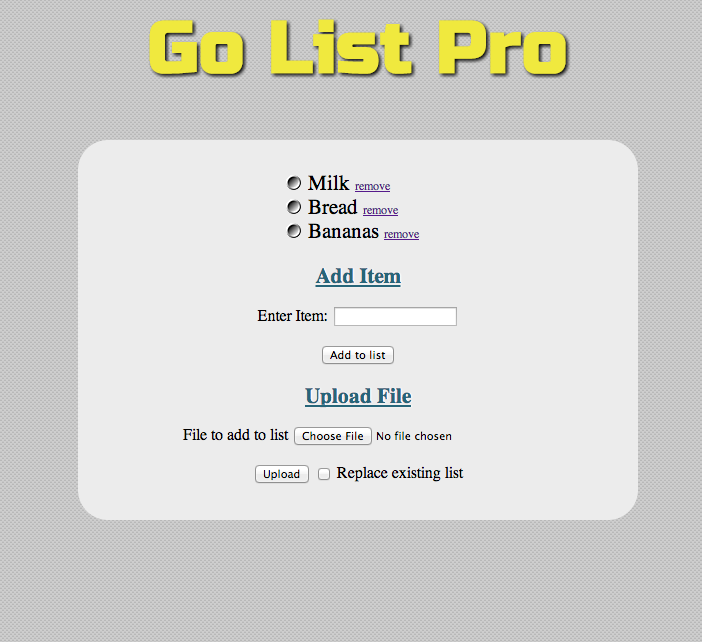 Go List Pro
Milk remove
Bread remove
Bananas remove
Add Item
Enter Item:
Add to list
Upload File
File to add to list Choose File No file chosen
Upload Replace existing list